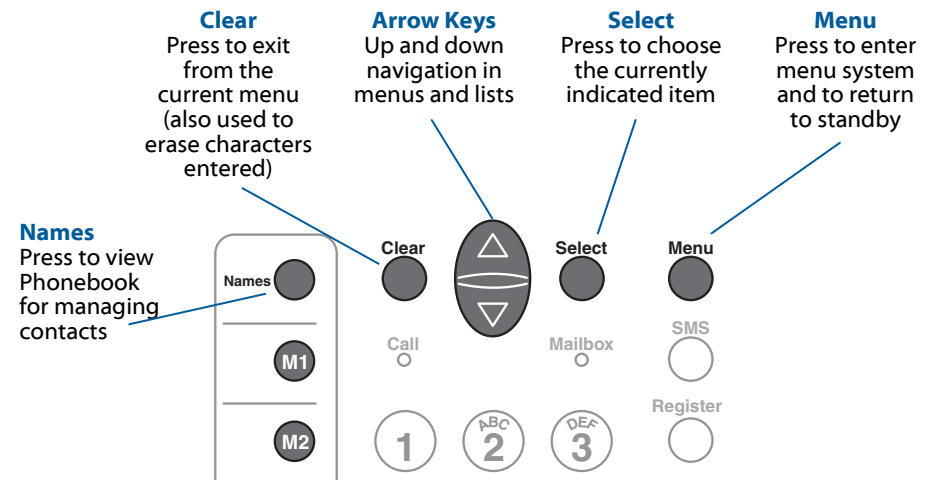 Clear
Press to exit
from the
current menu
(also used to
erase characters
entered)
Arrow Keys
Up and down
navigation in
menus and lists
Select
Press to choose
the currently
indicated item
Menu
Press to enter
menu system
and to return
to standby
Names
Press to view
Phonebook
for managing
contacts
Names
Clear
Select
Menu
M1
Call
Mailbox
SMS
M2
1
ABC
2
DEF
3
Register